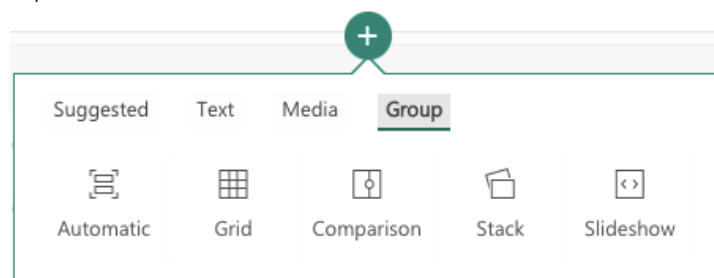 Suggested Text Media Group
Automatic Grid Comparison Stack Slideshow